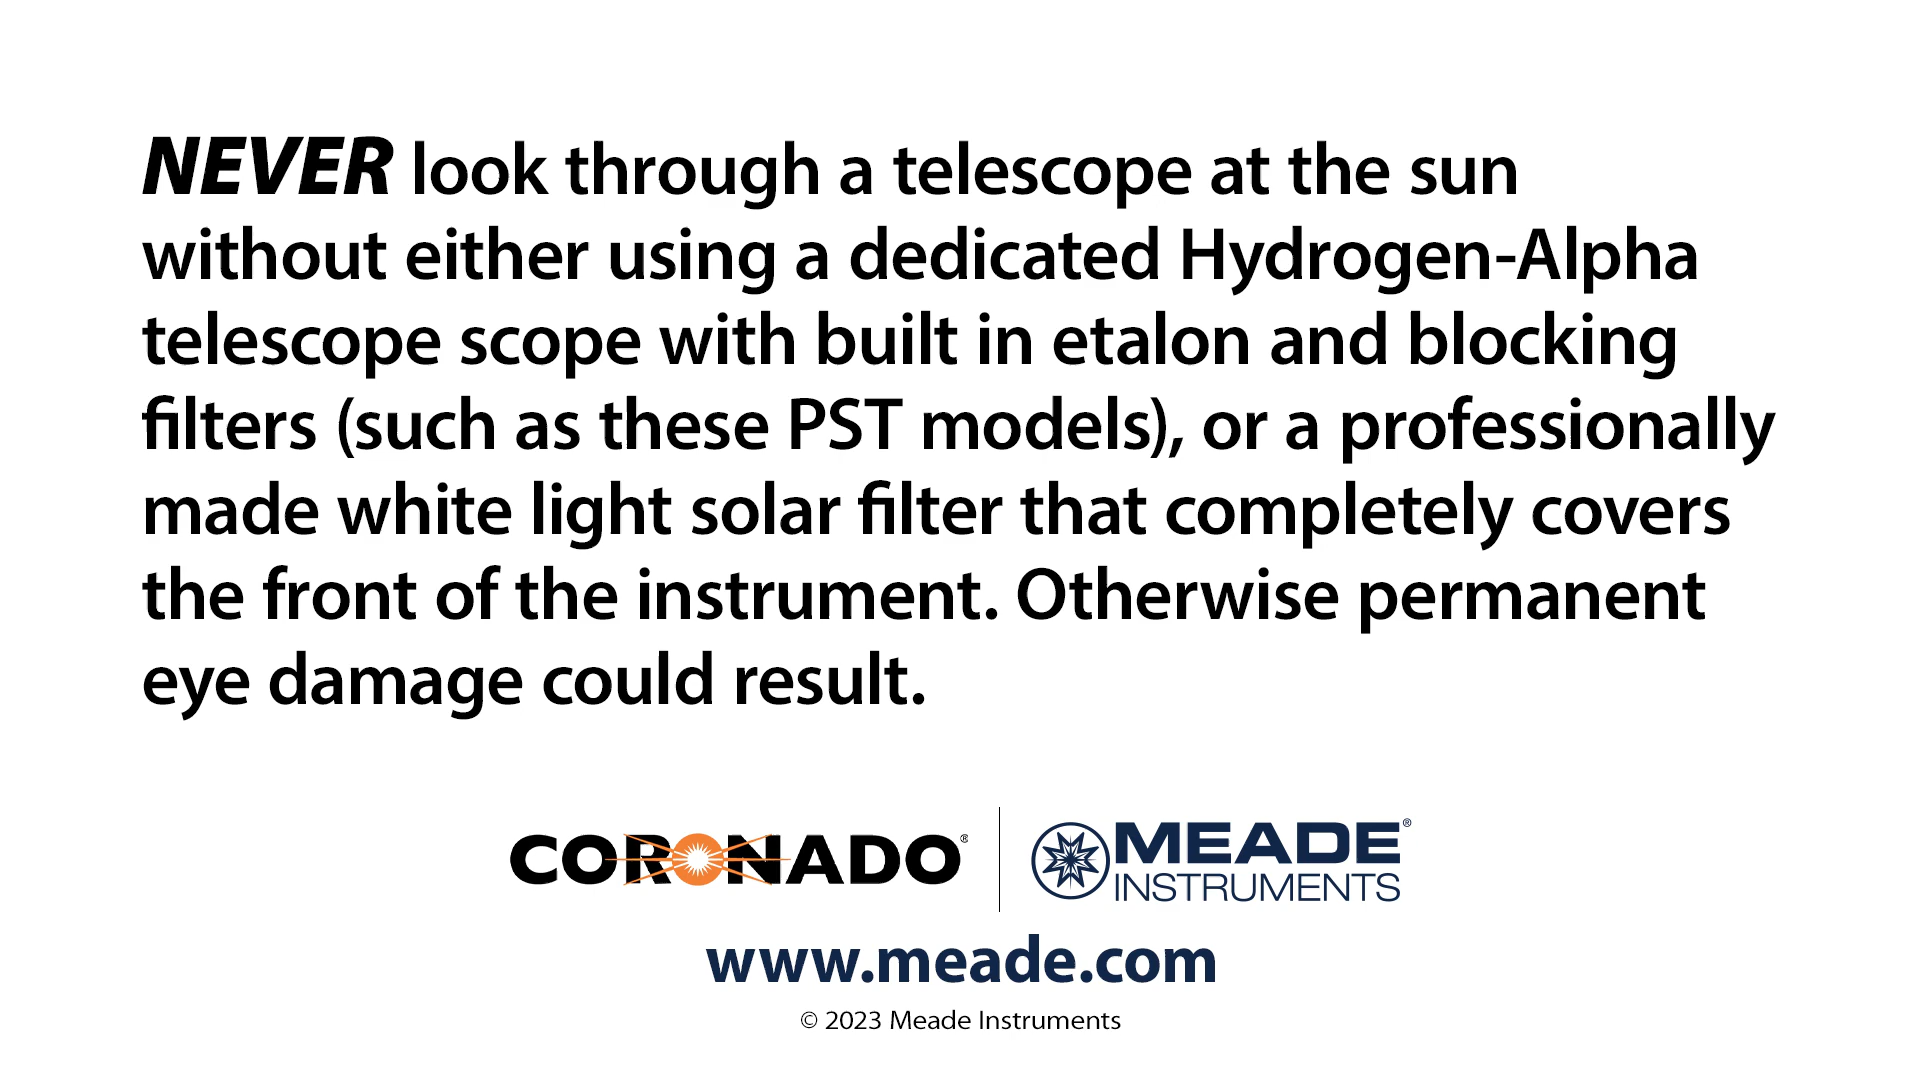 NEVER look through a telescope at the sun
without either using a dedicated Hydrogen-Alpha
telescope scope with built in etalon and blocking
filters (such as these PST models), or a professionally
made white light solar filter that completely covers
the front of the instrument. Otherwise permanent
eye damage could result.
CORONADO®
MEADE®
INSTRUMENTS
www.meade.com
© 2023 Meade Instruments